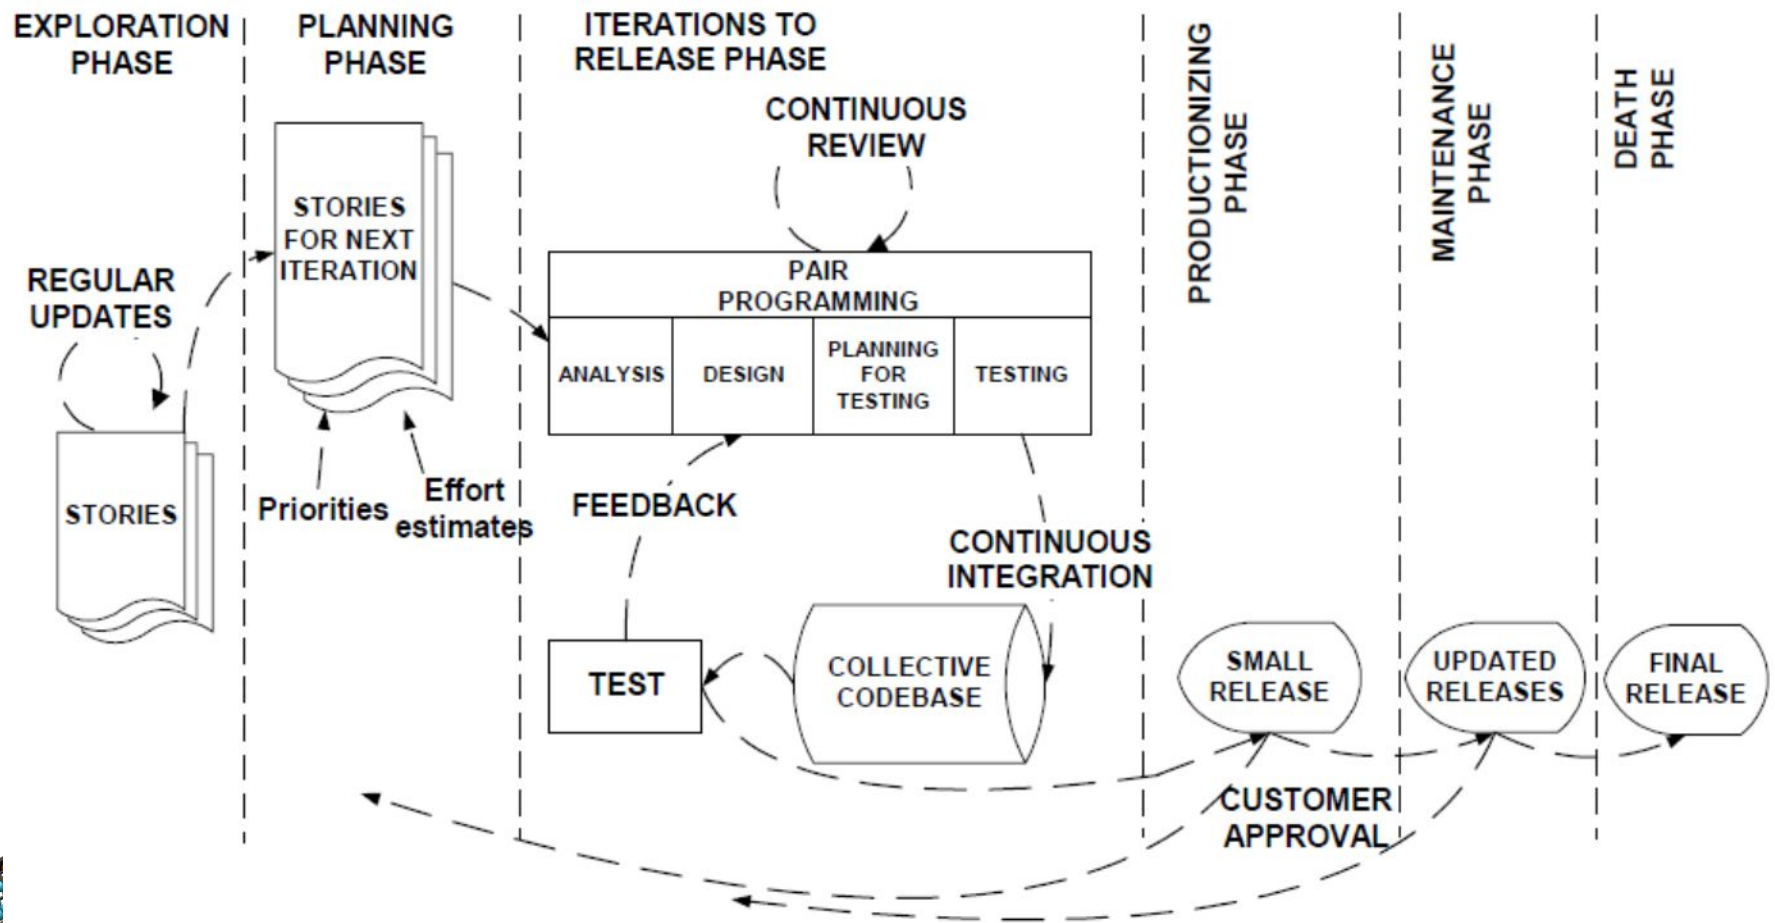 EXPLORATION
PHASE
PLANNING
PHASE
ITERATIONS TO
RELEASE PHASE
PRODUCTIONIZING
PHASE
MAINTENANCE
PHASE
DEATH
PHASE
REGULAR
UPDATES
STORIES
STORIES
FOR NEXT
ITERATION
Priorities
Effort
estimates
CONTINUOUS
REVIEW
PAIR
PROGRAMMING
ANALYSIS
DESIGN
PLANNING
FOR
TESTING
TESTING
FEEDBACK
CONTINUOUS
INTEGRATION
TEST
COLLECTIVE
CODEBASE
SMALL
RELEASE
UPDATED
RELEASES
FINAL
RELEASE
CUSTOMER
APPROVAL